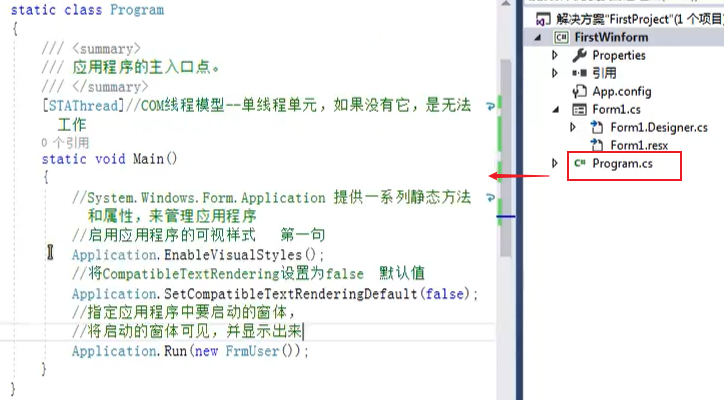 static class Program
{
/// <summary>
/// 应用程序的主入口点。
/// </summary>
[STAThread]//COM线程模型--单线程单元，如果没有它，是无法
工作
0 个引用
static void Main()
{
//System.Windows.Form.Application 提供一系列静态方法
和属性，来管理应用程序
//启用应用程序的可视样式 第一句
Application.EnableVisualStyles();
//将CompatibleTextRendering设置为false 默认值
Application.SetCompatibleTextRenderingDefault(false);
//指定应用程序中要启动的窗体，
//将启动的窗体可见，并显示出来
Application.Run(new FrmUser());
}
}
解决方案"FirstProject"(1 个项目
C# FirstWinform
Properties
引用
App.config
Form1.cs
Form1.Designer.cs
Form1.resx
C# Program.cs